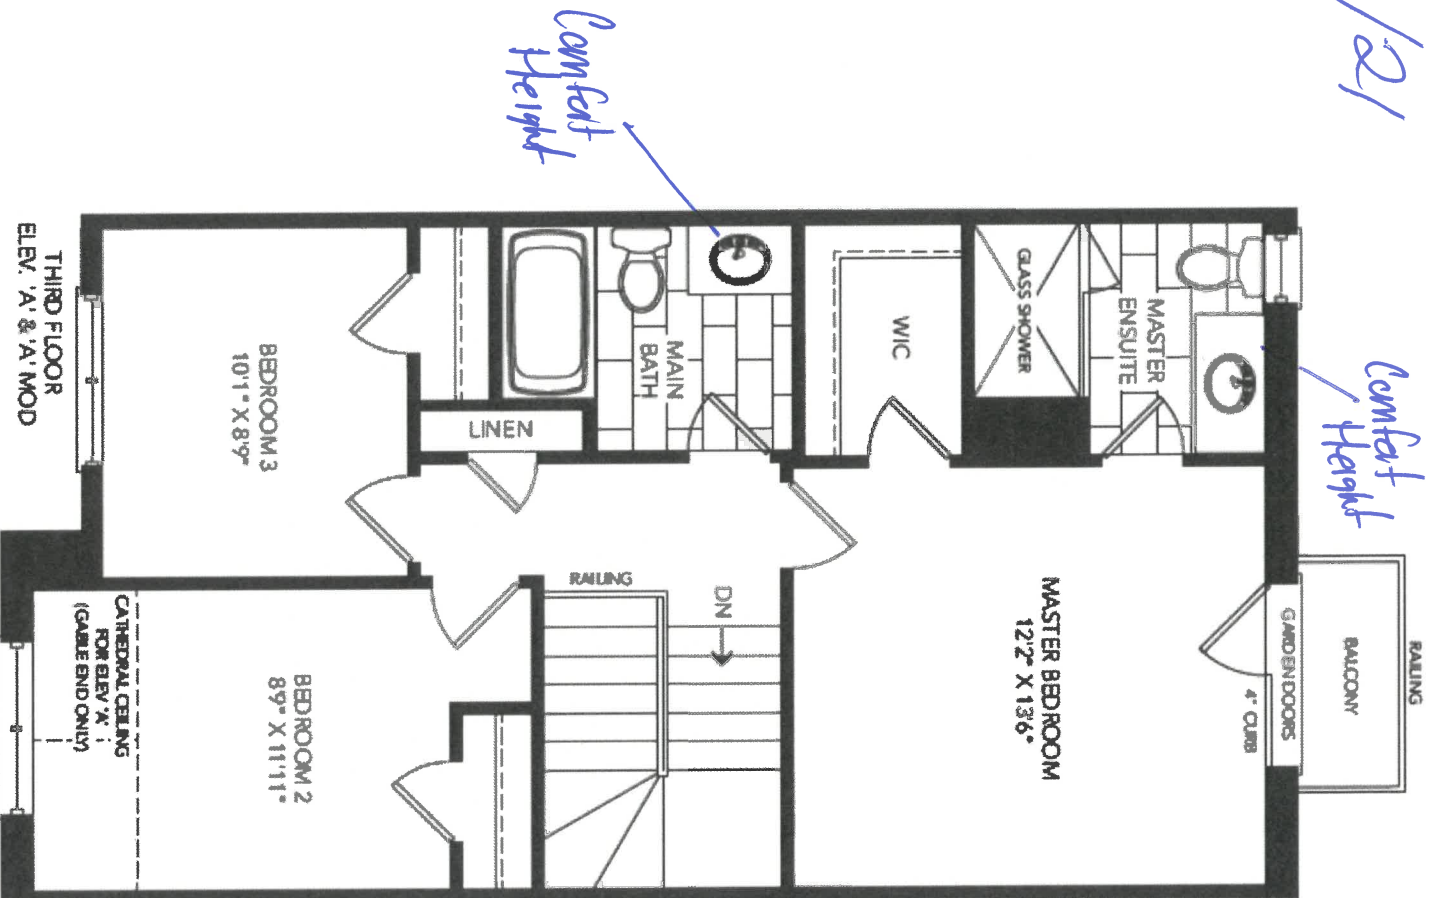 /21
Comfort
Height
Comfort
Height
RAILING
BALCONY
GARDEN DOORS
4" CURB
MASTER
ENSUITE
GLASS SHOWER
MASTER BEDROOM
12'2" X 13'6"
WIC
DN
RAILING
MAIN
BATH
LINEN
BEDROOM 3
10'1" X 8'9"
BEDROOM 2
8'9" X 11'11"
CATHEDRAL CEILING
FOR ELEV 'A'
(GABLE END ONLY)
THIRD FLOOR
ELEV. 'A' & 'A' MOD